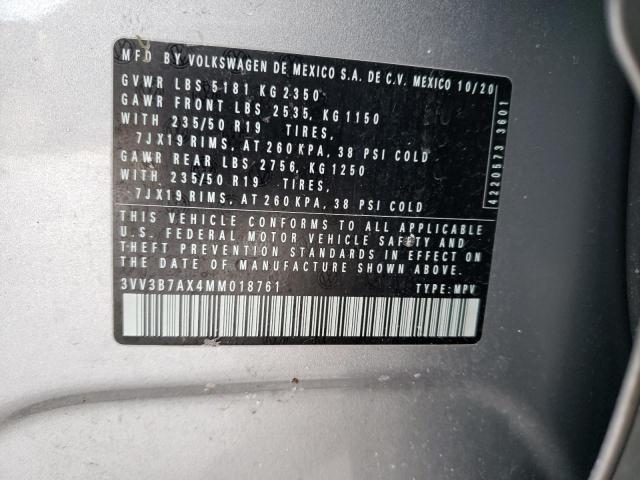 MFD BY VOLKSWAGEN DE MEXICO S.A. DE C.V. MEXICO 10/20
GVWR LBS 5181 KG 2350
GAWR FRONT LBS 2535, KG 1150
WITH 235/50 R19 TIRES,
7JX19 RIMS, AT 260 KPA, 38 PSI COLD
GAWR REAR LBS 2756, KG 1250
WITH 235/50 R19 TIRES,
7JX19 RIMS, AT 260 KPA, 38 PSI COLD
THIS VEHICLE CONFORMS TO ALL APPLICABLE
U.S. FEDERAL MOTOR VEHICLE SAFETY AND
THEFT PREVENTION STANDARDS IN EFFECT ON
THE DATE OF MANUFACTURE SHOWN ABOVE.
3VV3B7AX4MM018761 TYPE: MPV
4220573 3601